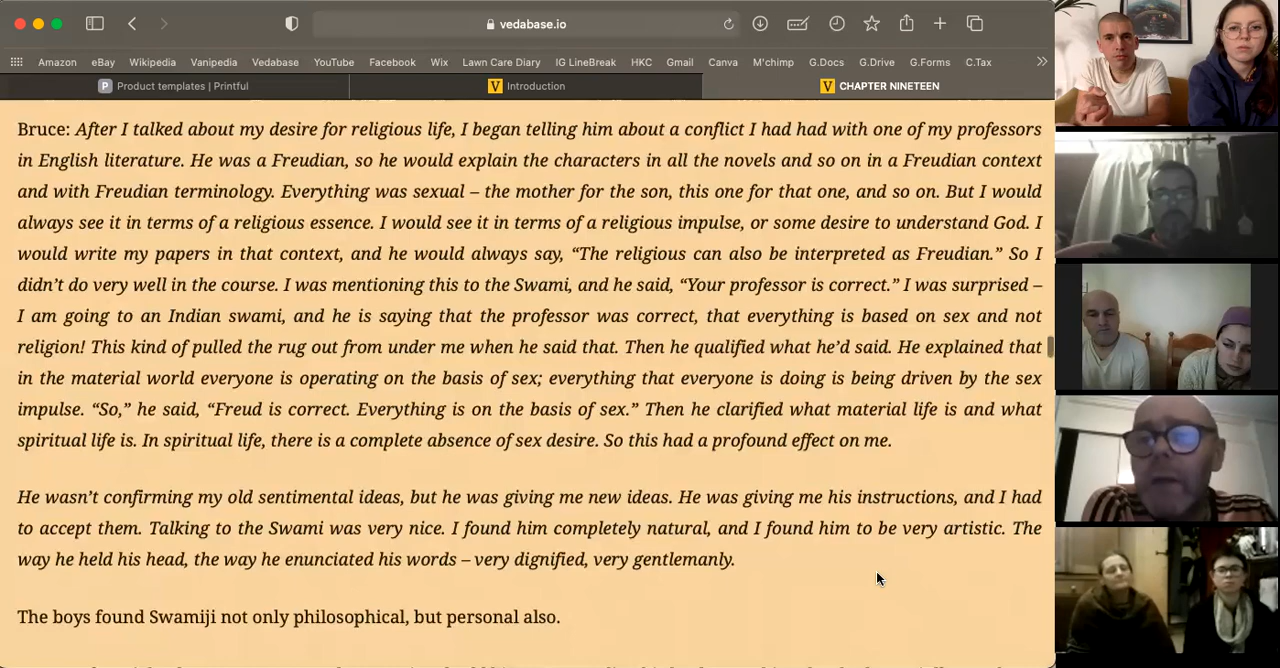 vedabase.io
Amazon eBay Wikipedia Vanipedia Vedabase YouTube Facebook Wix Lawn Care Diary IG LineBreak HKC Gmail Canva M'chimp G.Docs G.Drive G.Forms C.Tax
P Product templates | Printful V Introduction V CHAPTER NINETEEN
Bruce: After I talked about my desire for religious life, I began telling him about a conflict I had had with one of my professors
in English literature. He was a Freudian, so he would explain the characters in all the novels and so on in a Freudian context
and with Freudian terminology. Everything was sexual – the mother for the son, this one for that one, and so on. But I would
always see it in terms of a religious essence. I would see it in terms of a religious impulse, or some desire to understand God. I
would write my papers in that context, and he would always say, “The religious can also be interpreted as Freudian.” So I
didn’t do very well in the course. I was mentioning this to the Swami, and he said, “Your professor is correct.” I was surprised –
I am going to an Indian swami, and he is saying that the professor was correct, that everything is based on sex and not
religion! This kind of pulled the rug out from under me when he said that. Then he qualified what he’d said. He explained that
in the material world everyone is operating on the basis of sex; everything that everyone is doing is being driven by the sex
impulse. “So,” he said, “Freud is correct. Everything is on the basis of sex.” Then he clarified what material life is and what
spiritual life is. In spiritual life, there is a complete absence of sex desire. So this had a profound effect on me.
He wasn’t confirming my old sentimental ideas, but he was giving me new ideas. He was giving me his instructions, and I had
to accept them. Talking to the Swami was very nice. I found him completely natural, and I found him to be very artistic. The
way he held his head, the way he enunciated his words – very dignified, very gentlemanly.
The boys found Swamiji not only philosophical, but personal also.